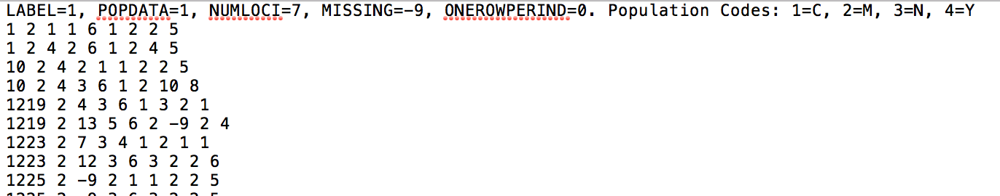 LABEL=1, POPDATA=1, NUMLOCI=7, MISSING=-9, ONEROWPERIND=0. Population Codes: 1=C, 2=M, 3=N, 4=Y
1 2 1 1 6 1 2 2 5
1 2 4 2 6 1 2 4 5
10 2 4 2 1 1 2 2 5
10 2 4 3 6 1 2 10 8
1219 2 4 3 6 1 3 2 1
1219 2 13 5 6 2 -9 2 4
1223 2 7 3 4 1 2 1 1
1223 2 12 3 6 3 2 2 6
1225 2 -9 2 1 1 2 2 5